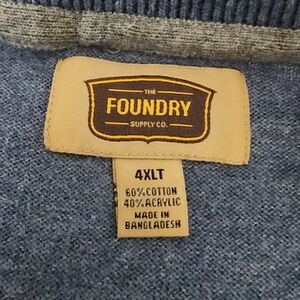 THE
FOUNDRY
SUPPLY CO.
4XLT
60% COTTON
40% ACRYLIC
MADE IN
BANGLADESH